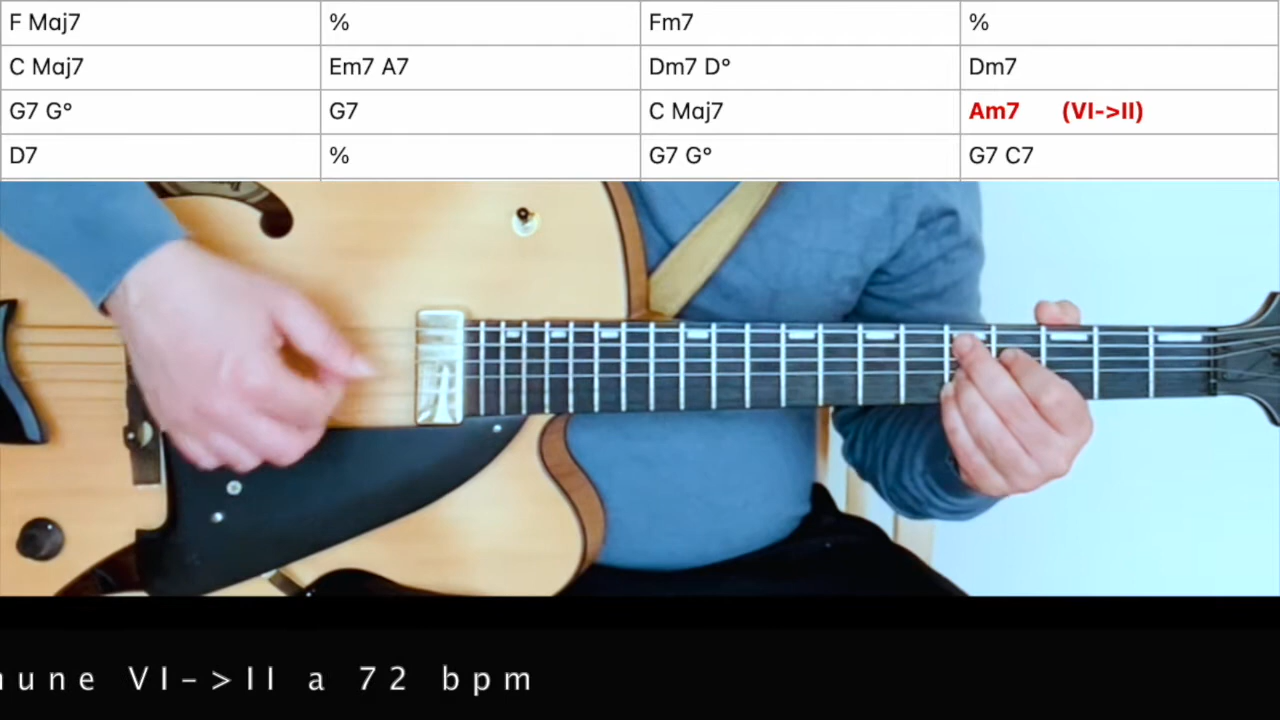 F Maj7 % Fm7 %
C Maj7 Em7 A7 Dm7 D° Dm7
G7 G° G7 C Maj7 Am7 (VI->II)
D7 % G7 G° G7 C7
VI->II a 72 bpm